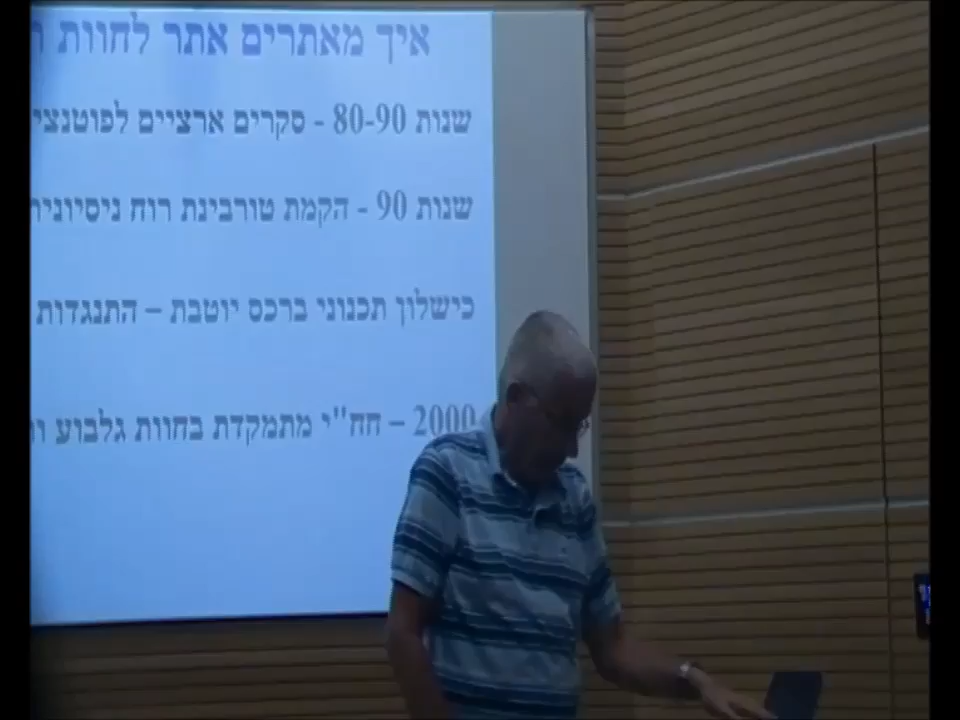 איך מאתרים אתר לחוות
שנות 80-90 - סקרים ארציים לפוטנצי
שנות 90 - הקמת טורבינת רוח ניסיונית
כישלון תכנוני ברכס יוטבת – התנגדות
2000 – חח"י מתמקדת בחוות גלבוע